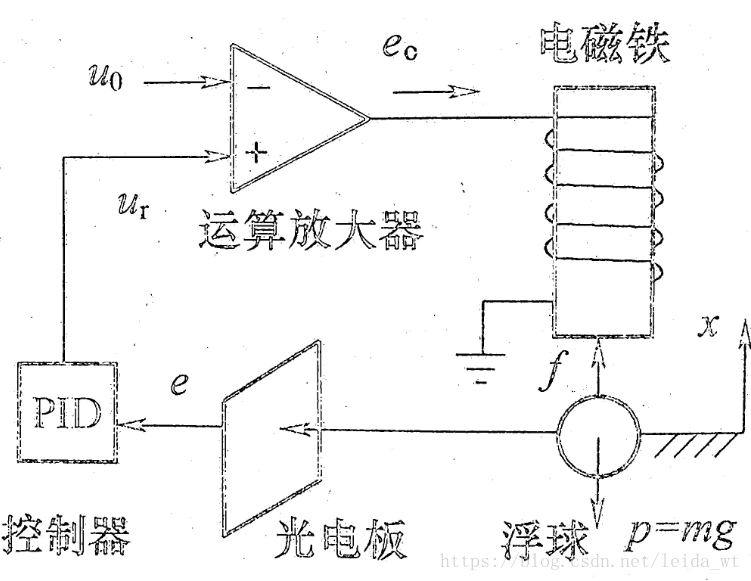 电磁铁
e_c
u_0
−
+
u_r
运算放大器
x
f
e
PID
控制器
光电板
浮球
p=mg
https://blog.csdn.net/leida_wt